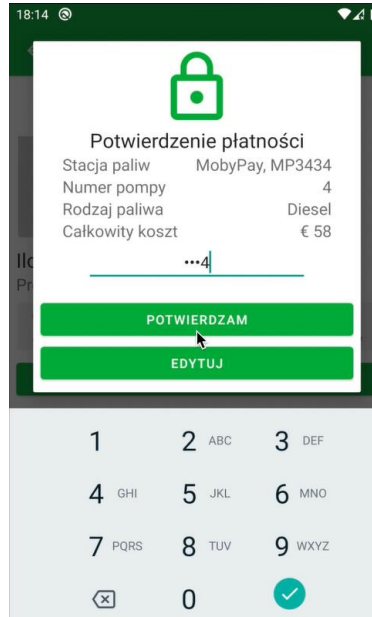 18:14
Potwierdzenie płatności
Stacja paliw MobyPay, MP3434
Numer pompy 4
Rodzaj paliwa Diesel
Całkowity koszt € 58
•••4
POTWIERDZAM
EDYTUJ
1 2 ABC 3 DEF
4 GHI 5 JKL 6 MNO
7 PQRS 8 TUV 9 WXYZ
0